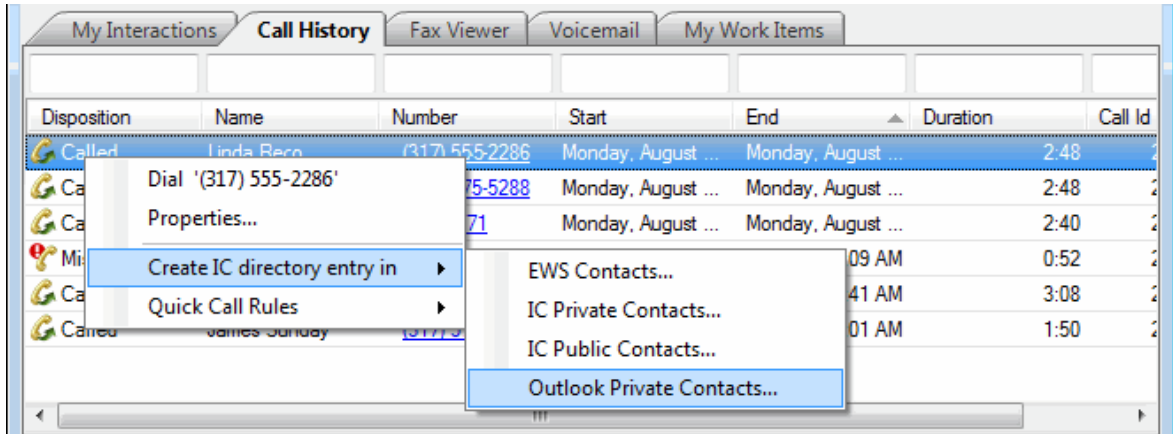 My Interactions Call History Fax Viewer Voicemail My Work Items
Disposition Name Number Start End Duration Call Id
Called Linda Reco (317) 555-2286 Monday, August ... Monday, August ... 2:48
Dial '(317) 555-2286'
75-5288 Monday, August ... Monday, August ... 2:48
Properties...
71 Monday, August ... Monday, August ... 2:40
Create IC directory entry in
09 AM 0:52
EWS Contacts...
41 AM 3:08
Quick Call Rules
IC Private Contacts...
Called James Sunday 01 AM 1:50
IC Public Contacts...
Outlook Private Contacts...